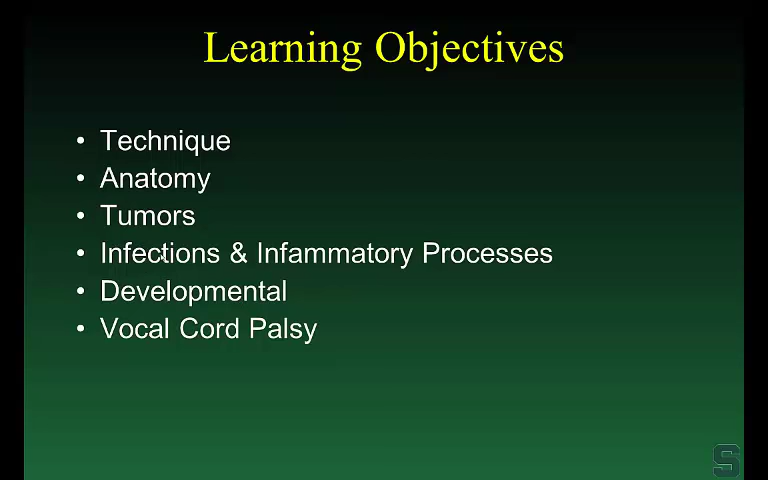 Learning Objectives
• Technique
• Anatomy
• Tumors
• Infections & Infammatory Processes
• Developmental
• Vocal Cord Palsy
S